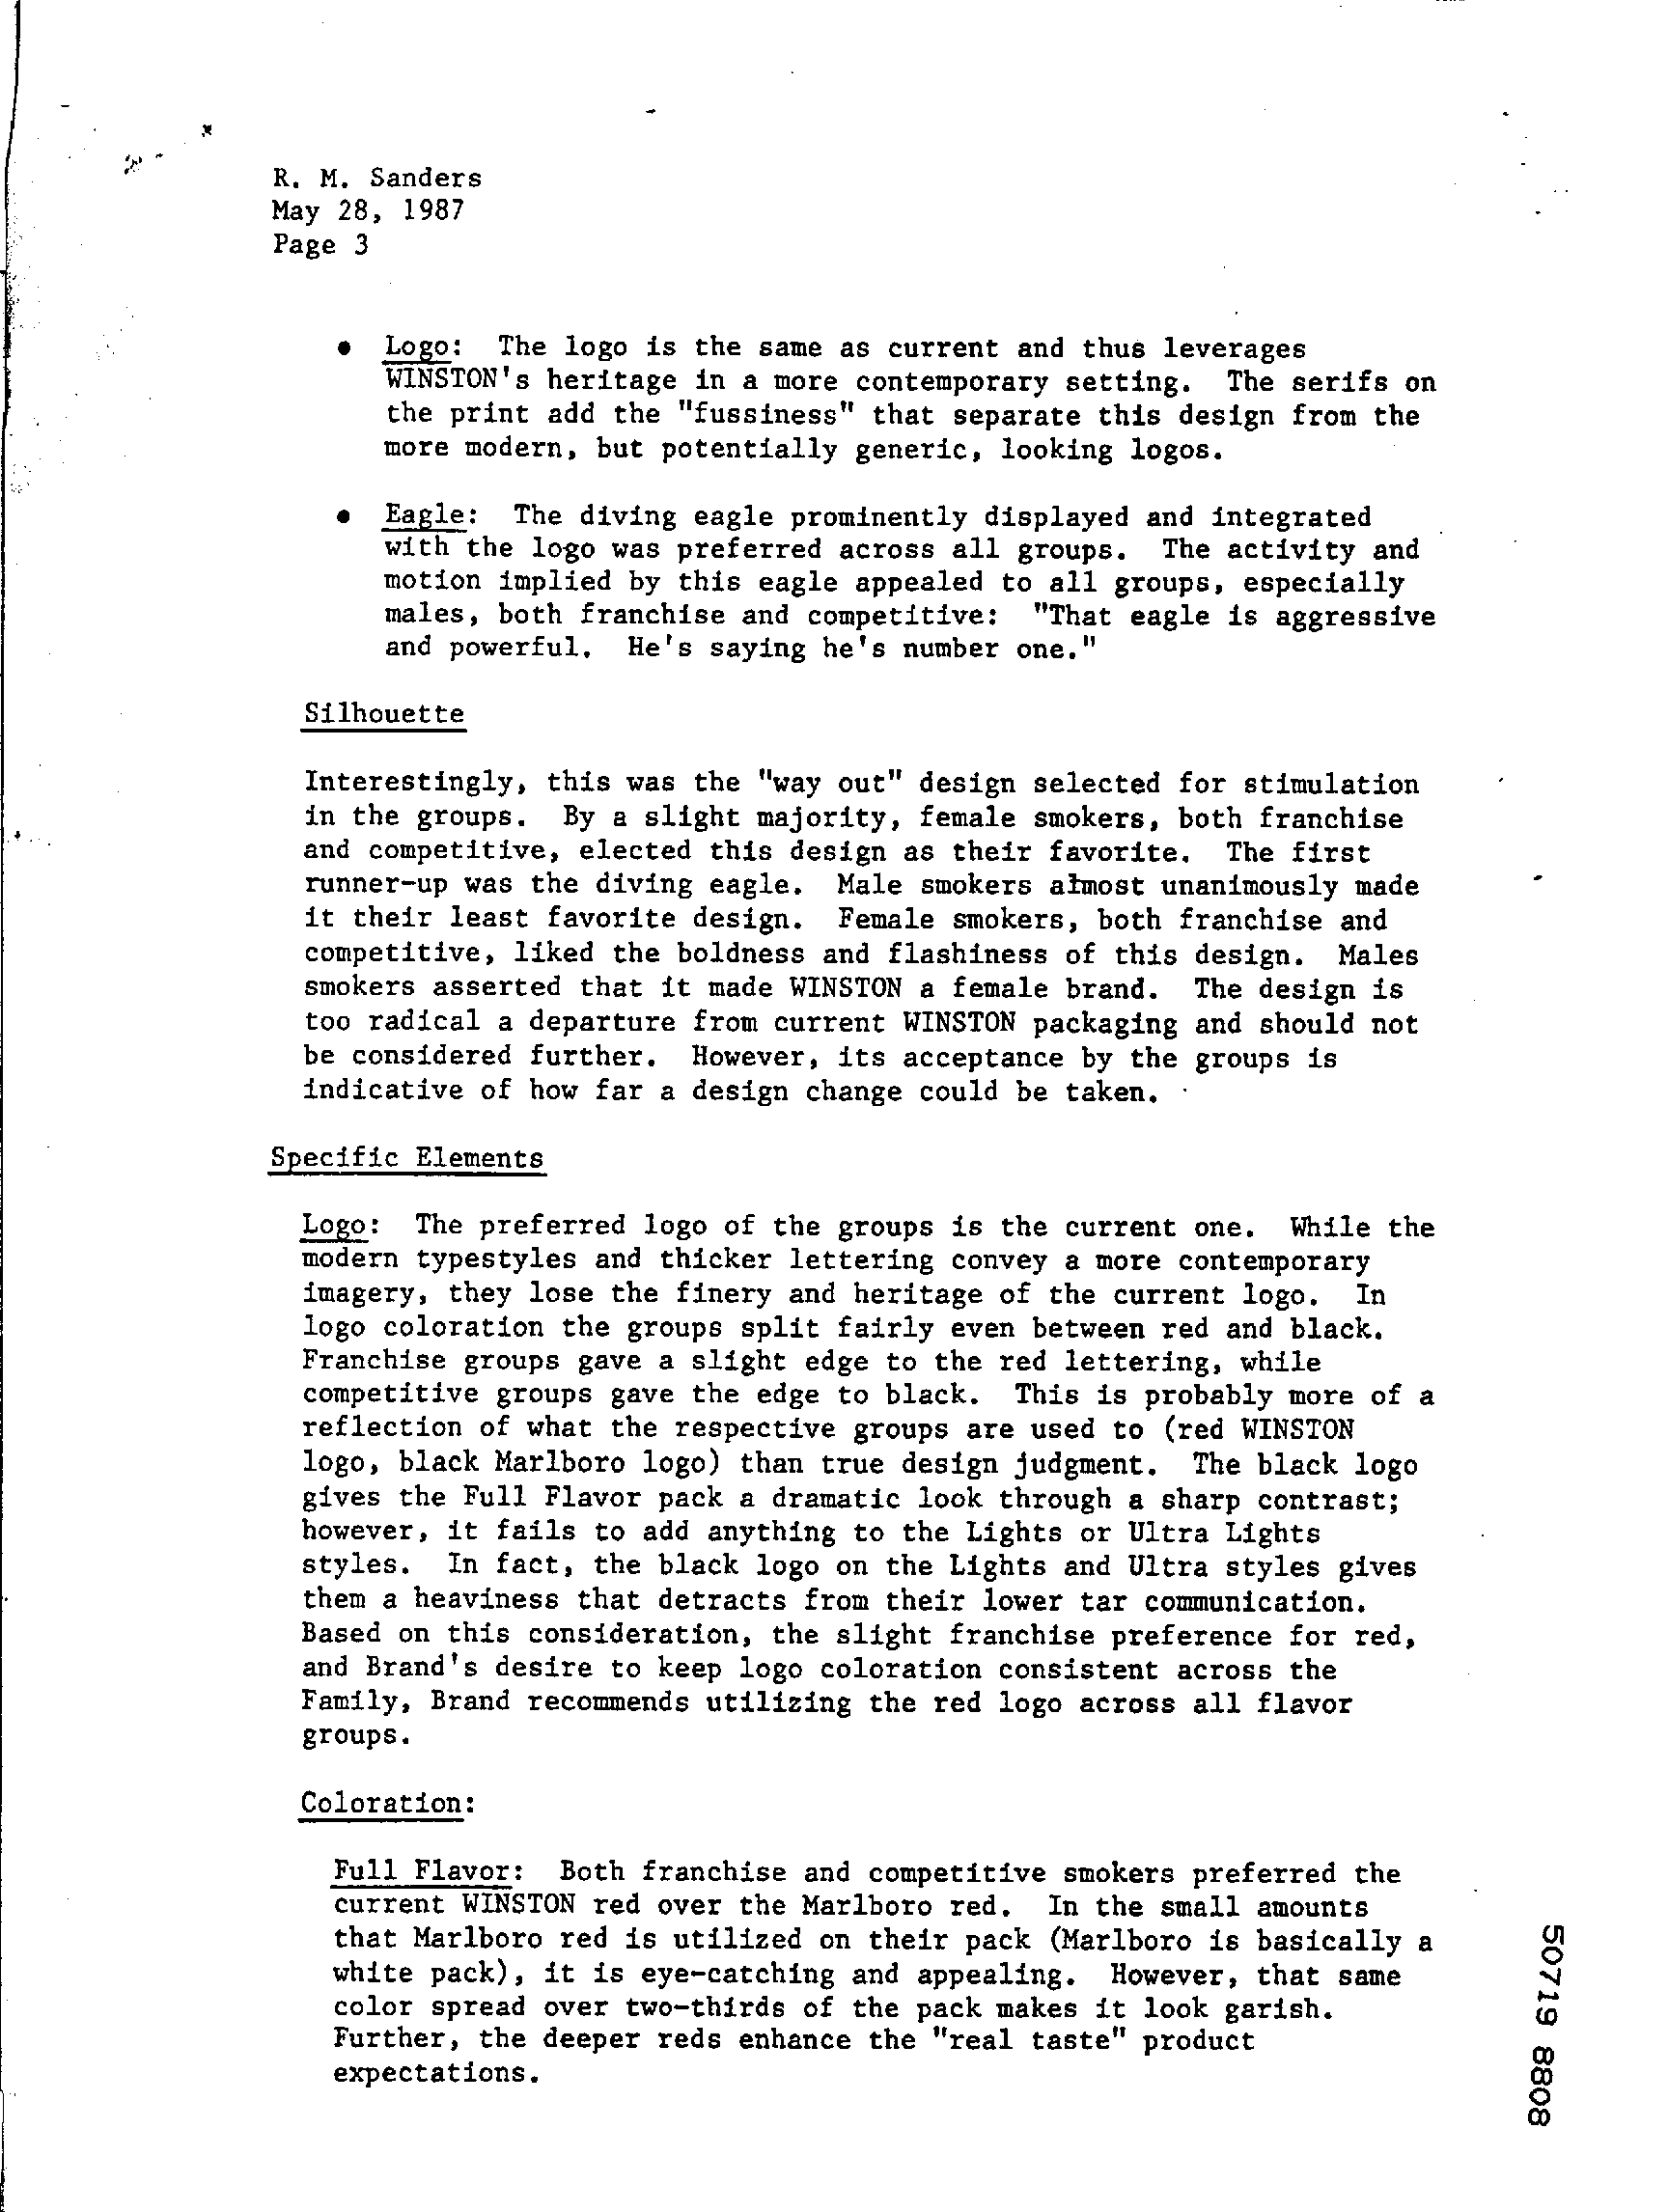 R. M. Sanders
May 28, 1987
Page 3
• Logo: The logo is the same as current and thus leverages
WINSTON's heritage in a more contemporary setting. The serifs on
the print add the "fussiness" that separate this design from the
more modern, but potentially generic, looking logos.
• Eagle: The diving eagle prominently displayed and integrated
with the logo was preferred across all groups. The activity and
motion implied by this eagle appealed to all groups, especially
males, both franchise and competitive: "That eagle is aggressive
and powerful. He's saying he's number one."
Silhouette
Interestingly, this was the "way out" design selected for stimulation
in the groups. By a slight majority, female smokers, both franchise
and competitive, elected this design as their favorite. The first
runner-up was the diving eagle. Male smokers almost unanimously made
it their least favorite design. Female smokers, both franchise and
competitive, liked the boldness and flashiness of this design. Males
smokers asserted that it made WINSTON a female brand. The design is
too radical a departure from current WINSTON packaging and should not
be considered further. However, its acceptance by the groups is
indicative of how far a design change could be taken.
Specific Elements
Logo: The preferred logo of the groups is the current one. While the
modern typestyles and thicker lettering convey a more contemporary
imagery, they lose the finery and heritage of the current logo. In
logo coloration the groups split fairly even between red and black.
Franchise groups gave a slight edge to the red lettering, while
competitive groups gave the edge to black. This is probably more of a
reflection of what the respective groups are used to (red WINSTON
logo, black Marlboro logo) than true design judgment. The black logo
gives the Full Flavor pack a dramatic look through a sharp contrast;
however, it fails to add anything to the Lights or Ultra Lights
styles. In fact, the black logo on the Lights and Ultra styles gives
them a heaviness that detracts from their lower tar communication.
Based on this consideration, the slight franchise preference for red,
and Brand's desire to keep logo coloration consistent across the
Family, Brand recommends utilizing the red logo across all flavor
groups.
Coloration:
Full Flavor: Both franchise and competitive smokers preferred the
current WINSTON red over the Marlboro red. In the small amounts
that Marlboro red is utilized on their pack (Marlboro is basically a
white pack), it is eye-catching and appealing. However, that same
color spread over two-thirds of the pack makes it look garish.
Further, the deeper reds enhance the "real taste" product
expectations.
50719 8808